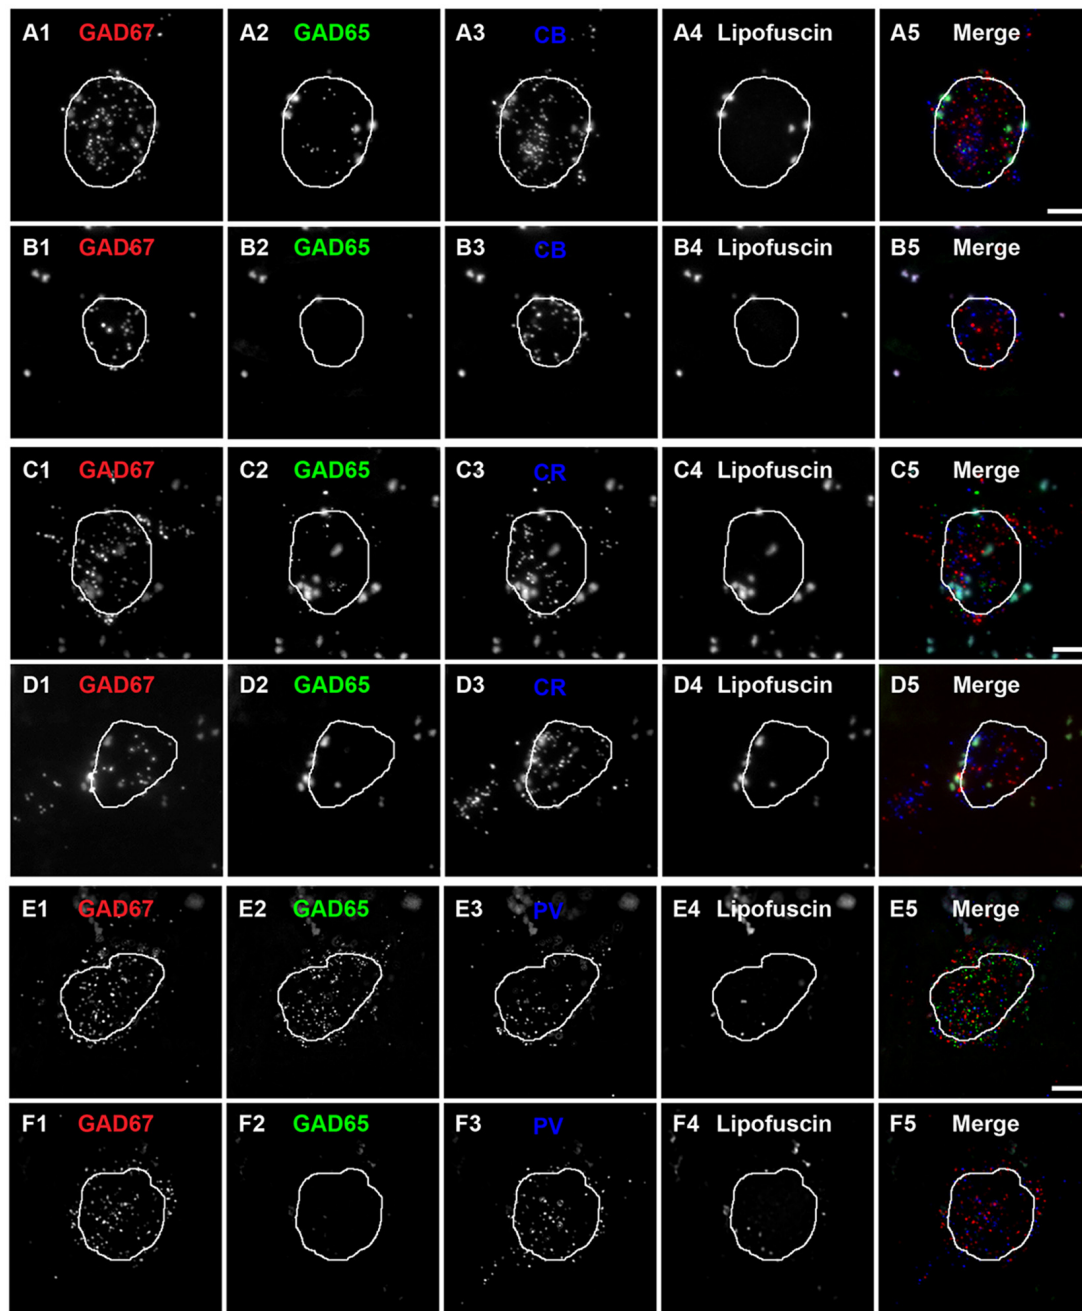 A1 GAD67 A2 GAD65 A3 CB A4 Lipofuscin A5 Merge
B1 GAD67 B2 GAD65 B3 CB B4 Lipofuscin B5 Merge
C1 GAD67 C2 GAD65 C3 CR C4 Lipofuscin C5 Merge
D1 GAD67 D2 GAD65 D3 CR D4 Lipofuscin D5 Merge
E1 GAD67 E2 GAD65 E3 PV E4 Lipofuscin E5 Merge
F1 GAD67 F2 GAD65 F3 PV F4 Lipofuscin F5 Merge